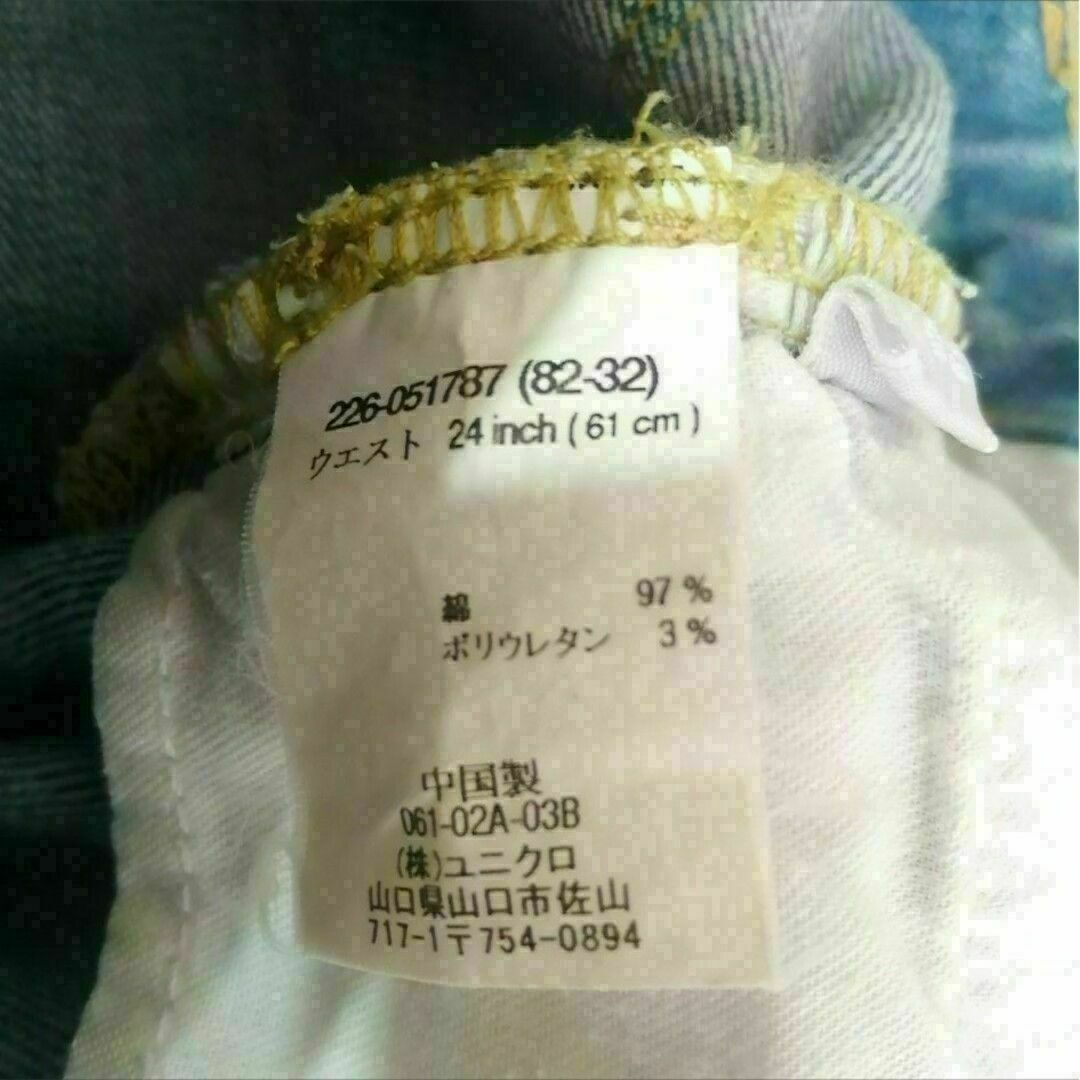 226-051787 (82-32)
ウエスト 24 inch ( 61 cm )
綿 97 %
ポリウレタン 3 %
中国製
061-02A-03B
(株)ユニクロ
山口県山口市佐山
717-1〒754-0894